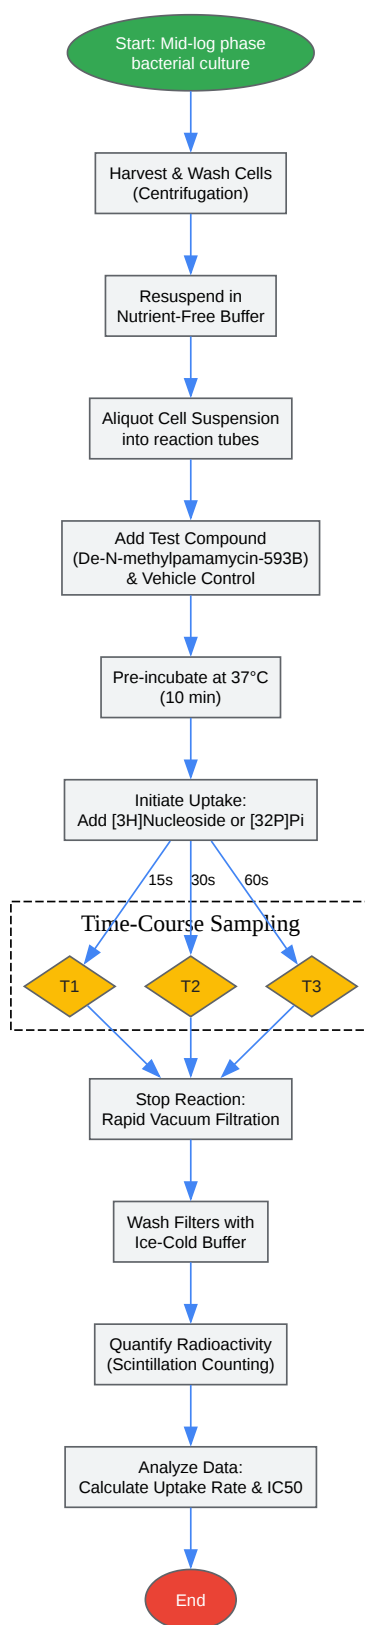 Start: Mid-log phase
bacterial culture
Harvest & Wash Cells
(Centrifugation)
Resuspend in
Nutrient-Free Buffer
Aliquot Cell Suspension
into reaction tubes
Add Test Compound
(De-N-methylpamamycin-593B)
& Vehicle Control
Pre-incubate at 37°C
(10 min)
Initiate Uptake:
Add [3H]Nucleoside or [32P]Pi
15s 30s 60s
Time-Course Sampling
T1 T2 T3
Stop Reaction:
Rapid Vacuum Filtration
Wash Filters with
Ice-Cold Buffer
Quantify Radioactivity
(Scintillation Counting)
Analyze Data:
Calculate Uptake Rate & IC50
End